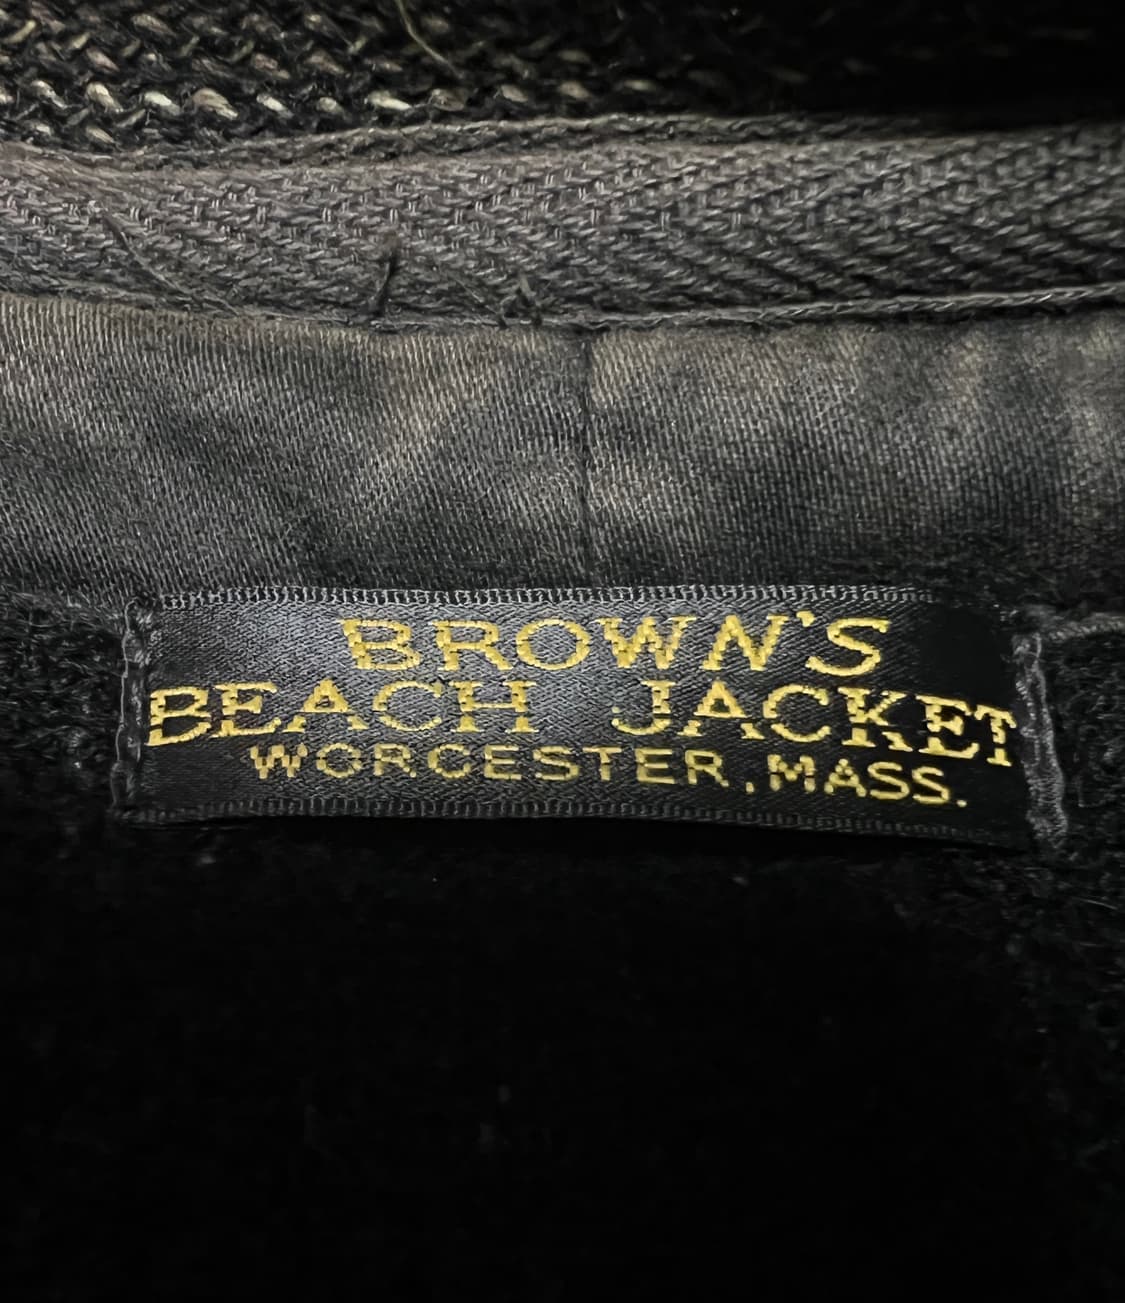 BROWN'S
BEACH JACKET
WORCESTER, MASS.